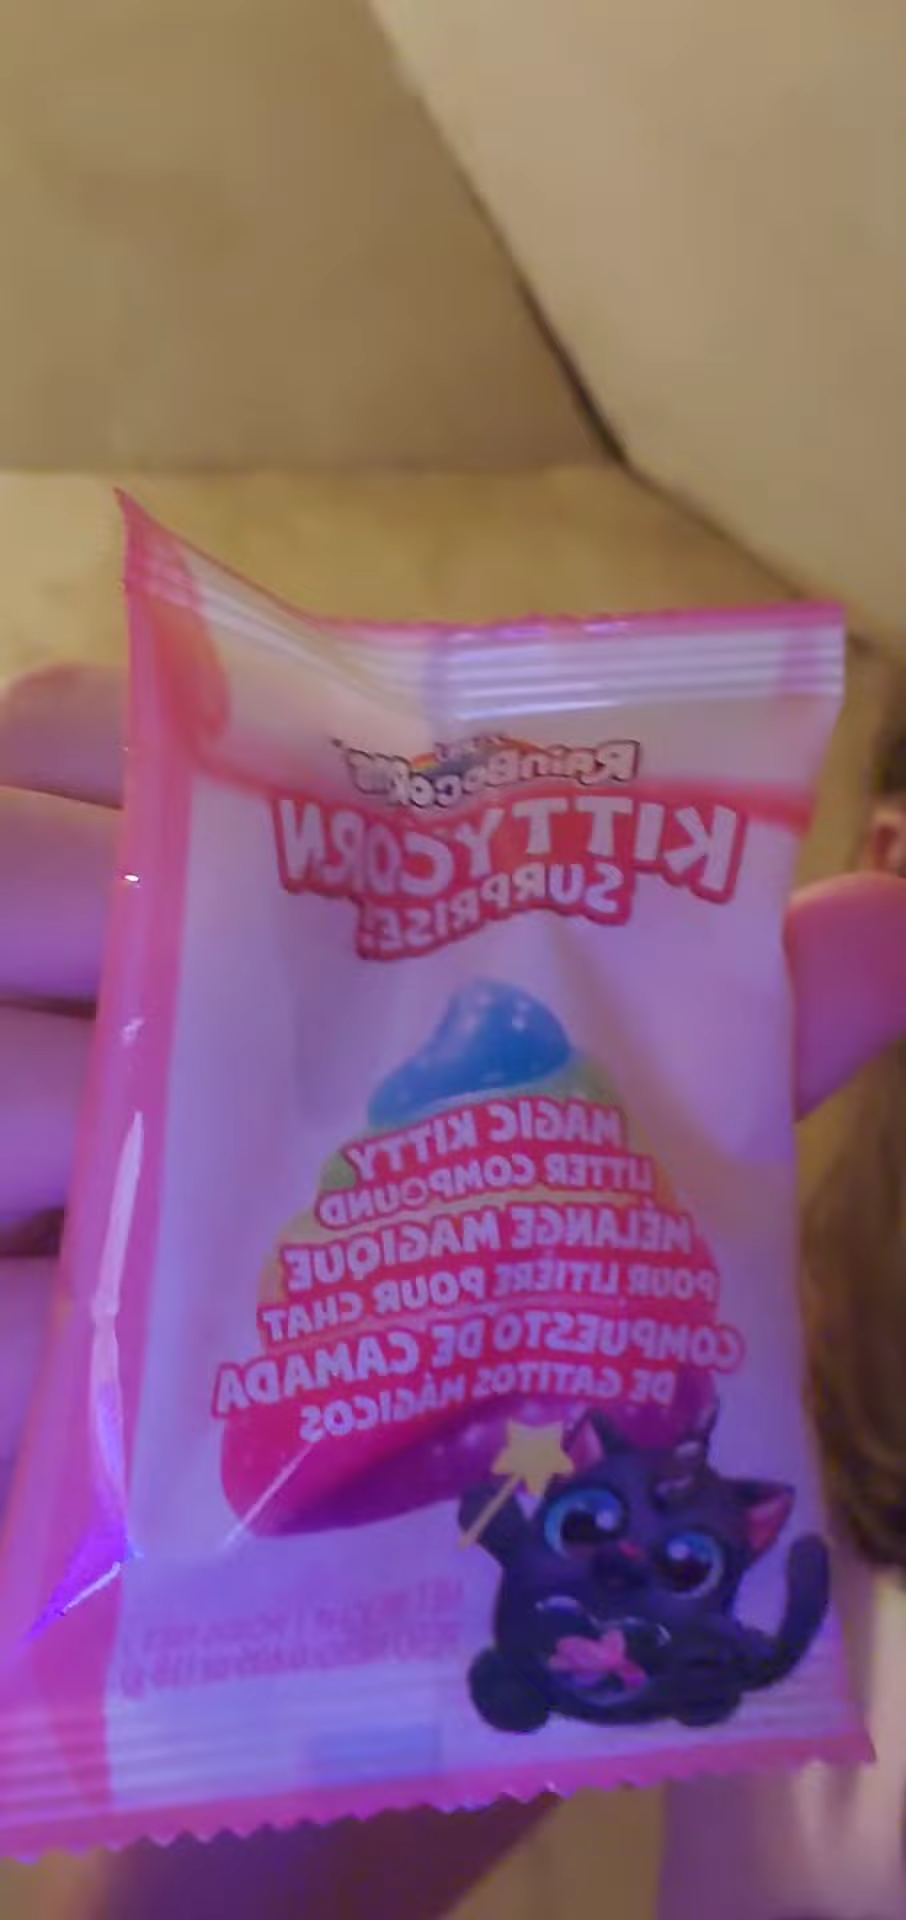 RainBocoRns
KITTYCORN
SURPRISE!
MAGIC KITTY
LITTER COMPOUND
MÉLANGE MAGIQUE
POUR LITIÈRE POUR CHAT
COMPUESTO DE CAMADA
DE GATITOS MÁGICOS